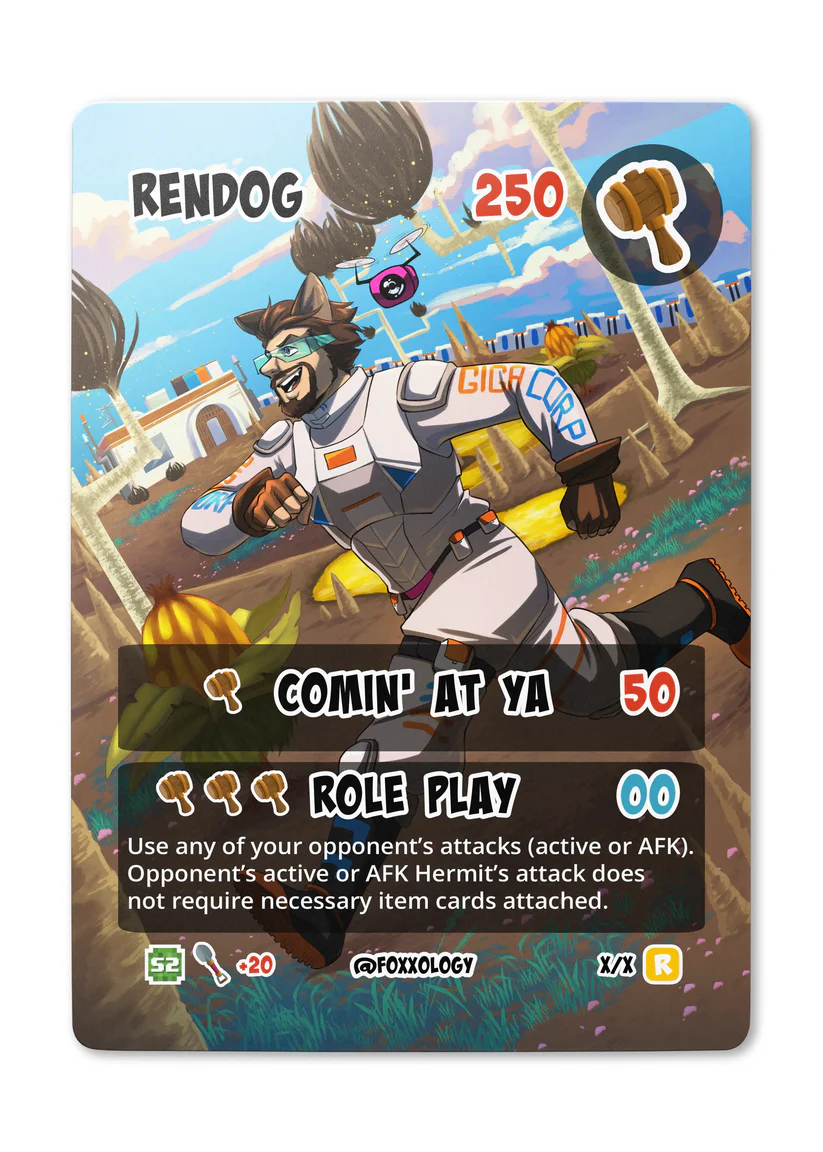 RENDOG 250
GIGA CORP
COMIN' AT YA 50
ROLE PLAY 00
Use any of your opponent's attacks (active or AFK).
Opponent's active or AFK Hermit's attack does
not require necessary item cards attached.
S2 +20 @FOXXOLOGY X/X R